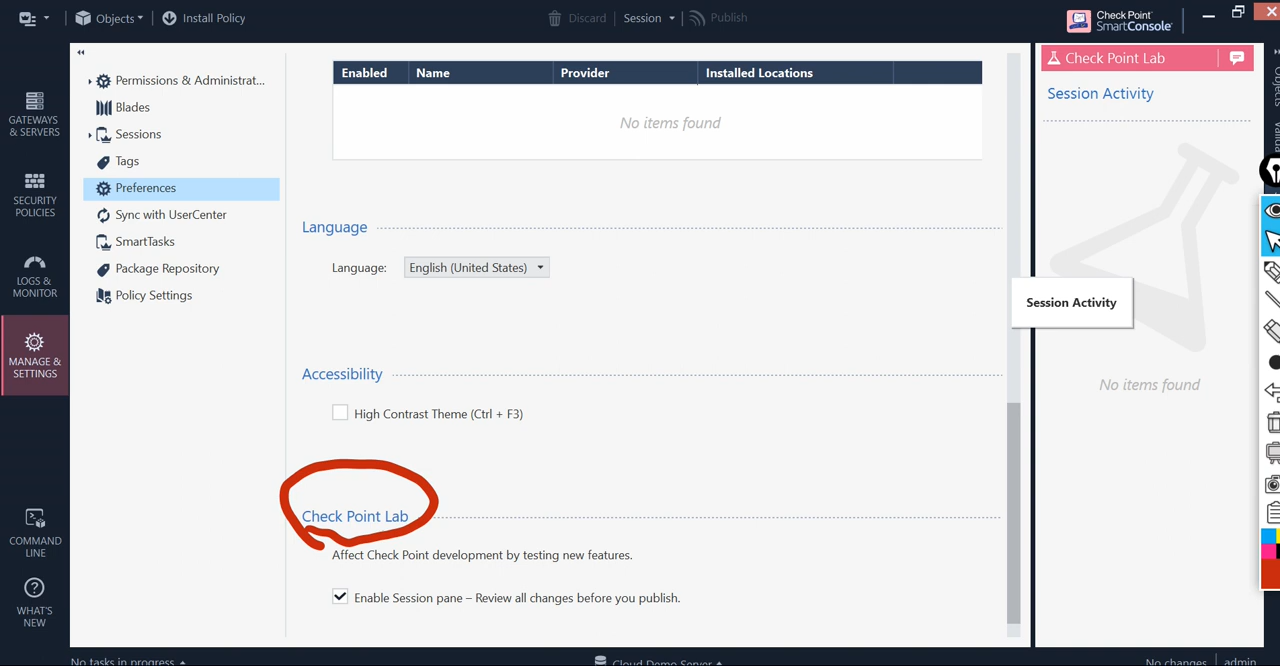 Objects
Install Policy
Discard
Session
Publish
Check Point
SmartConsole
GATEWAYS
& SERVERS
SECURITY
POLICIES
LOGS &
MONITOR
MANAGE &
SETTINGS
COMMAND
LINE
WHAT'S
NEW
Permissions & Administrat...
Blades
Sessions
Tags
Preferences
Sync with UserCenter
SmartTasks
Package Repository
Policy Settings
Enabled Name Provider Installed Locations
No items found
Language
Language: English (United States)
Accessibility
High Contrast Theme (Ctrl + F3)
Check Point Lab
Affect Check Point development by testing new features.
Enable Session pane – Review all changes before you publish.
Check Point Lab
Session Activity
Session Activity
No items found
Objects
No tasks in progress
Cloud Demo Server
No changes
admin